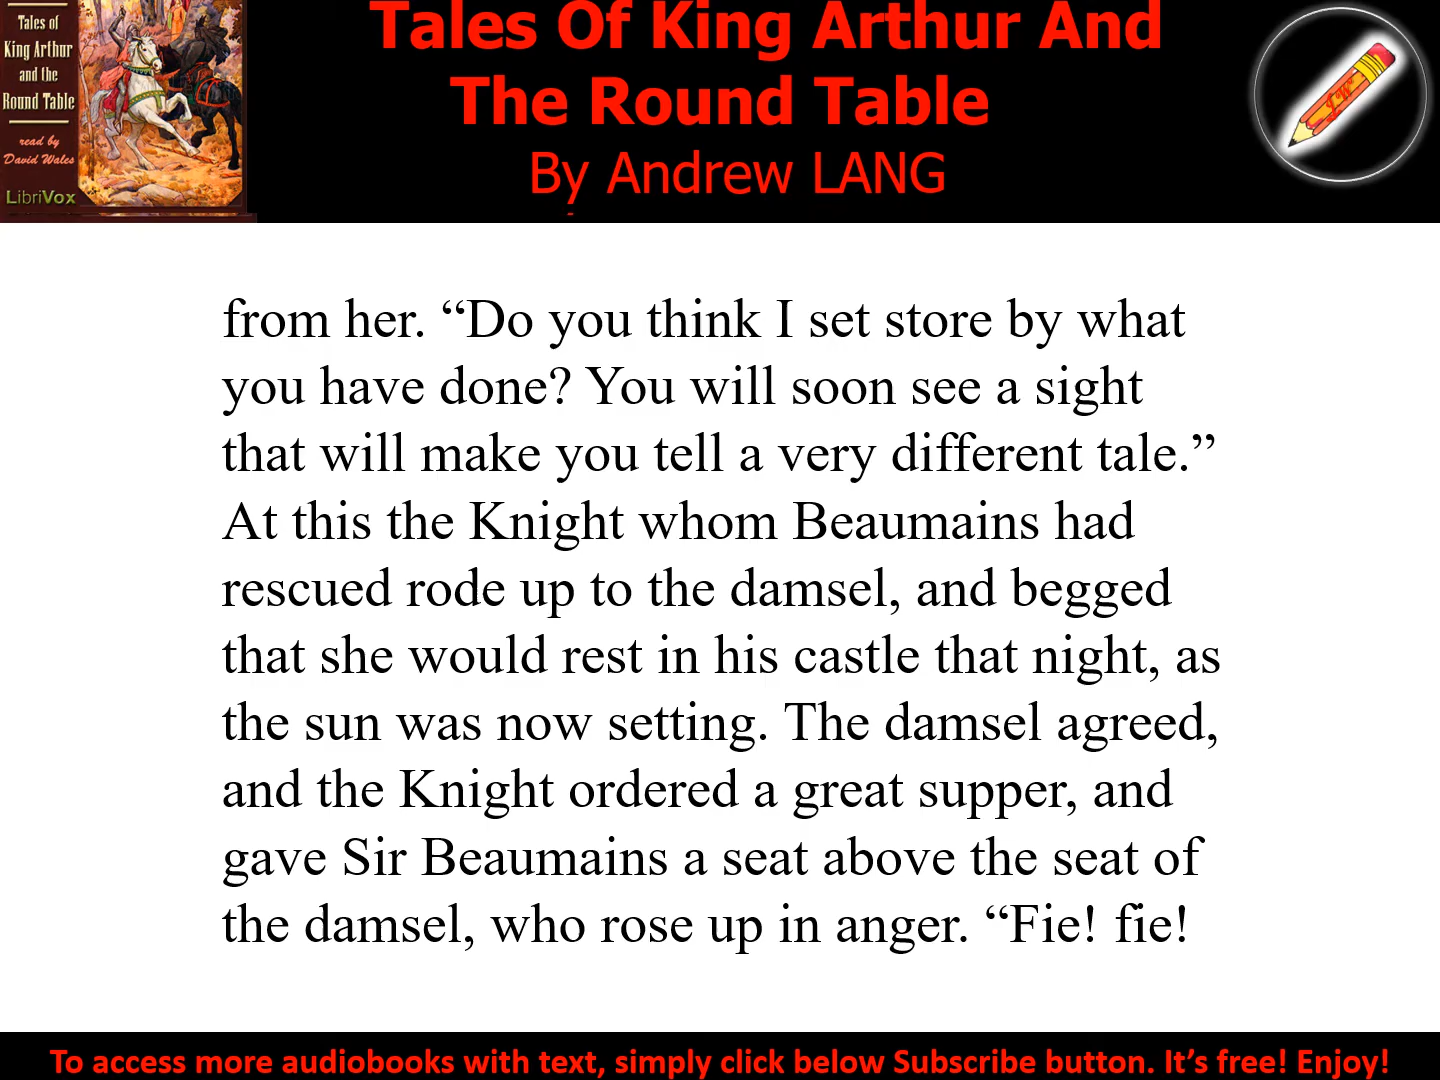 Tales of
King Arthur
and the
Round Table
read by
David Wales
LibriVox
Tales Of King Arthur And
The Round Table
By Andrew LANG
from her. “Do you think I set store by what
you have done? You will soon see a sight
that will make you tell a very different tale.”
At this the Knight whom Beaumains had
rescued rode up to the damsel, and begged
that she would rest in his castle that night, as
the sun was now setting. The damsel agreed,
and the Knight ordered a great supper, and
gave Sir Beaumains a seat above the seat of
the damsel, who rose up in anger. “Fie! fie!
To access more audiobooks with text, simply click below Subscribe button. It’s free! Enjoy!